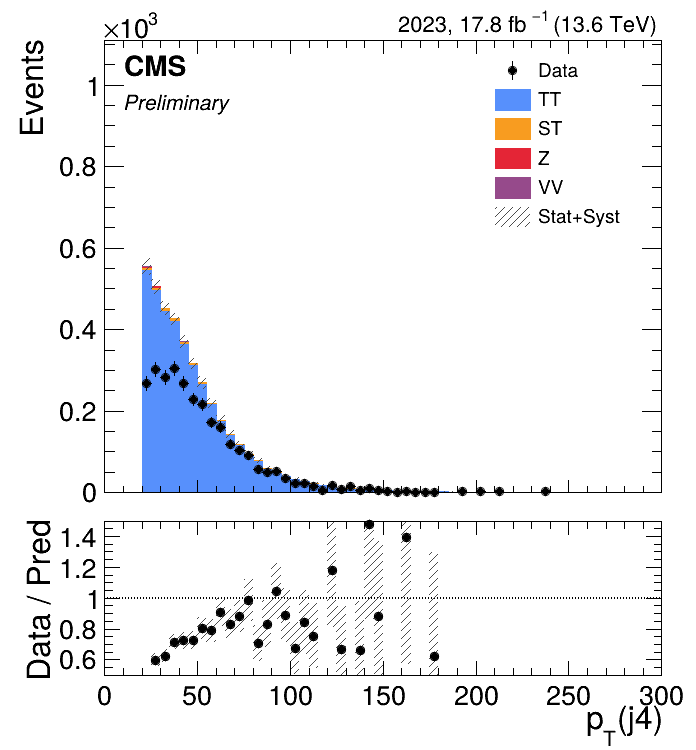 ×10³
2023, 17.8 fb⁻¹ (13.6 TeV)
Events
CMS
Preliminary
Data
TT
ST
Z
VV
Stat+Syst
1
0.8
0.6
0.4
0.2
0
Data / Pred
1.4
1.2
1
0.8
0.6
0 50 100 150 200 250 300
p_T(j4)